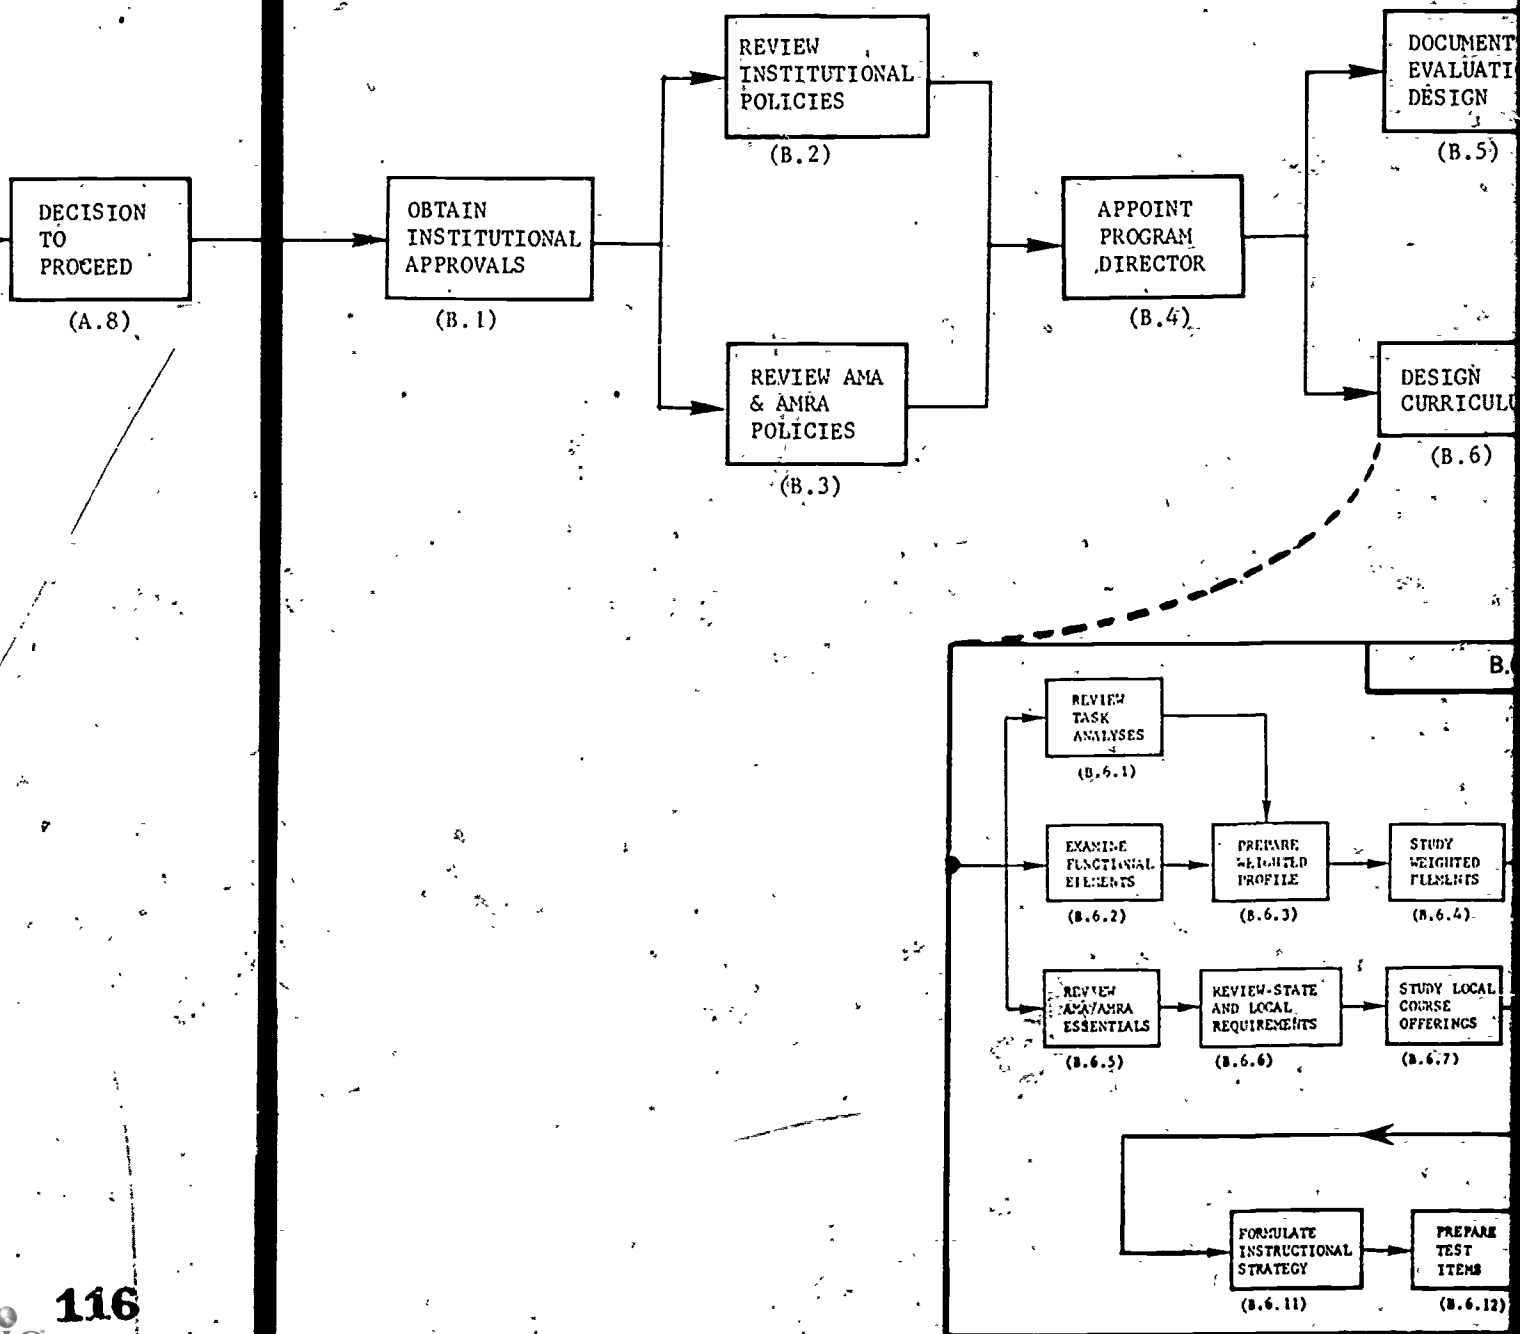 REVIEW
INSTITUTIONAL
POLICIES
(B.2)
DOCUMENT
EVALUATI
DESIGN
(B.5)
DECISION
TO
PROCEED
(A.8)
OBTAIN
INSTITUTIONAL
APPROVALS
(B.1)
APPOINT
PROGRAM
DIRECTOR
(B.4)
REVIEW AMA
& AMRA
POLICIES
(B.3)
DESIGN
CURRICUL
(B.6)
B.
REVIEW
TASK
ANALYSES
(B.6.1)
EXAMINE
FUNCTIONAL
ELEMENTS
(B.6.2)
PREPARE
WEIGHTED
PROFILE
(B.6.3)
STUDY
WEIGHTED
ELEMENTS
(B.6.4)
REVIEW
AMA/AMRA
ESSENTIALS
(B.6.5)
REVIEW-STATE
AND LOCAL
REQUIREMENTS
(B.6.6)
STUDY LOCAL
COURSE
OFFERINGS
(B.6.7)
FORMULATE
INSTRUCTIONAL
STRATEGY
(B.6.11)
PREPARE
TEST
ITEMS
(B.6.12)
116